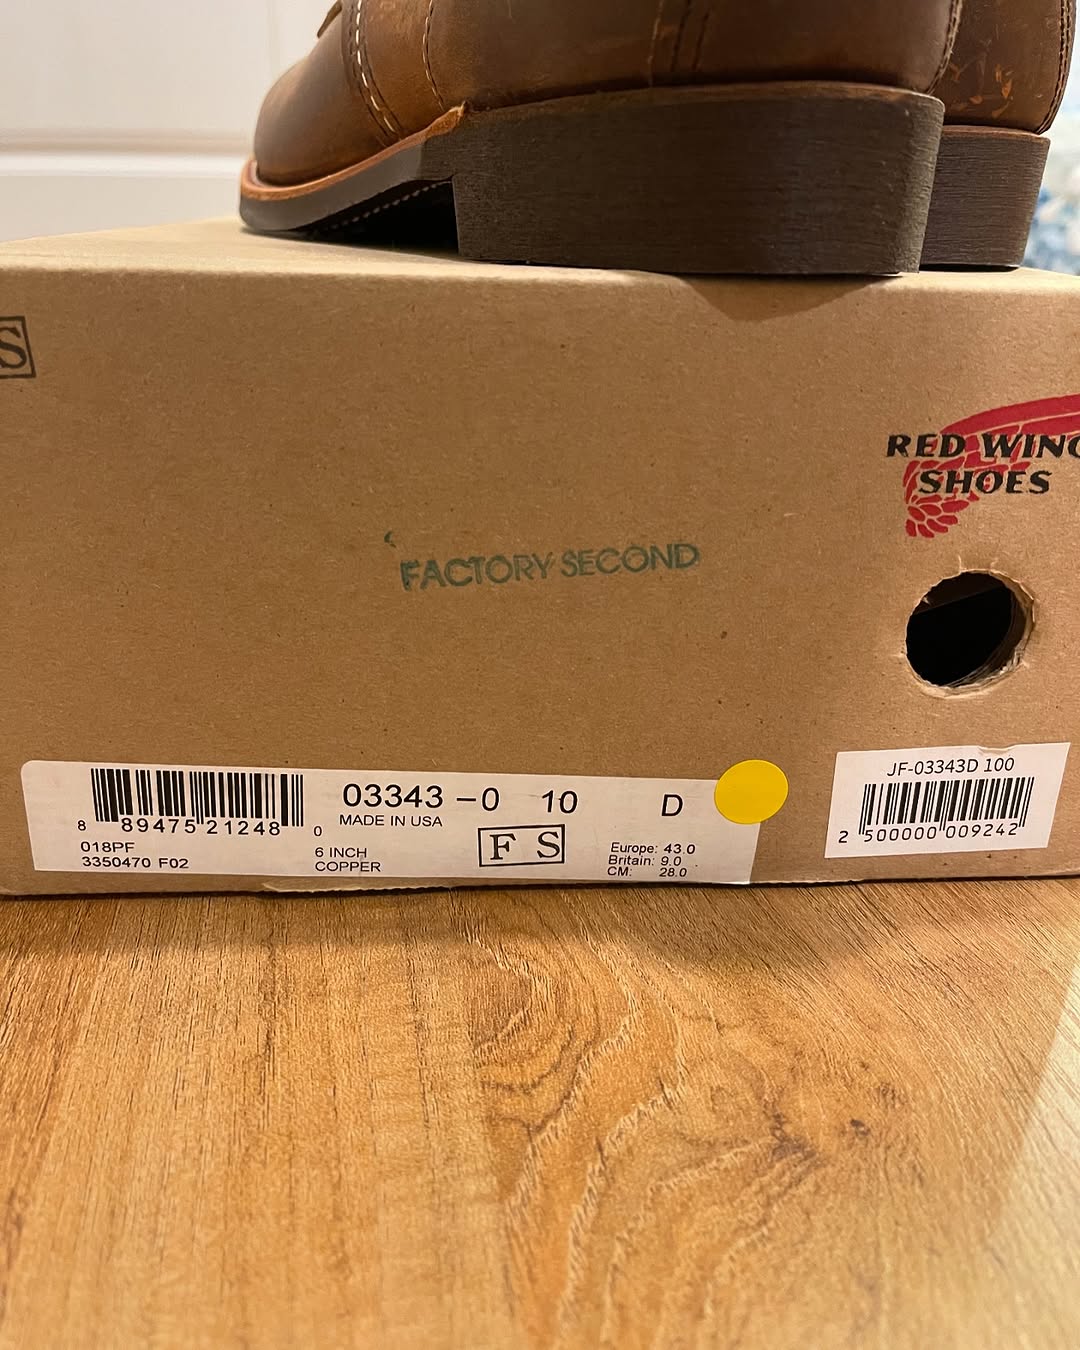 S
RED WING
SHOES
FACTORY SECOND
JF-03343D 100
2 500000 009242
03343 -0 10 D
MADE IN USA
8 89475 21248 0
018PF
3350470 F02
6 INCH
COPPER
F S
Europe: 43.0
Britain: 9.0
CM: 28.0